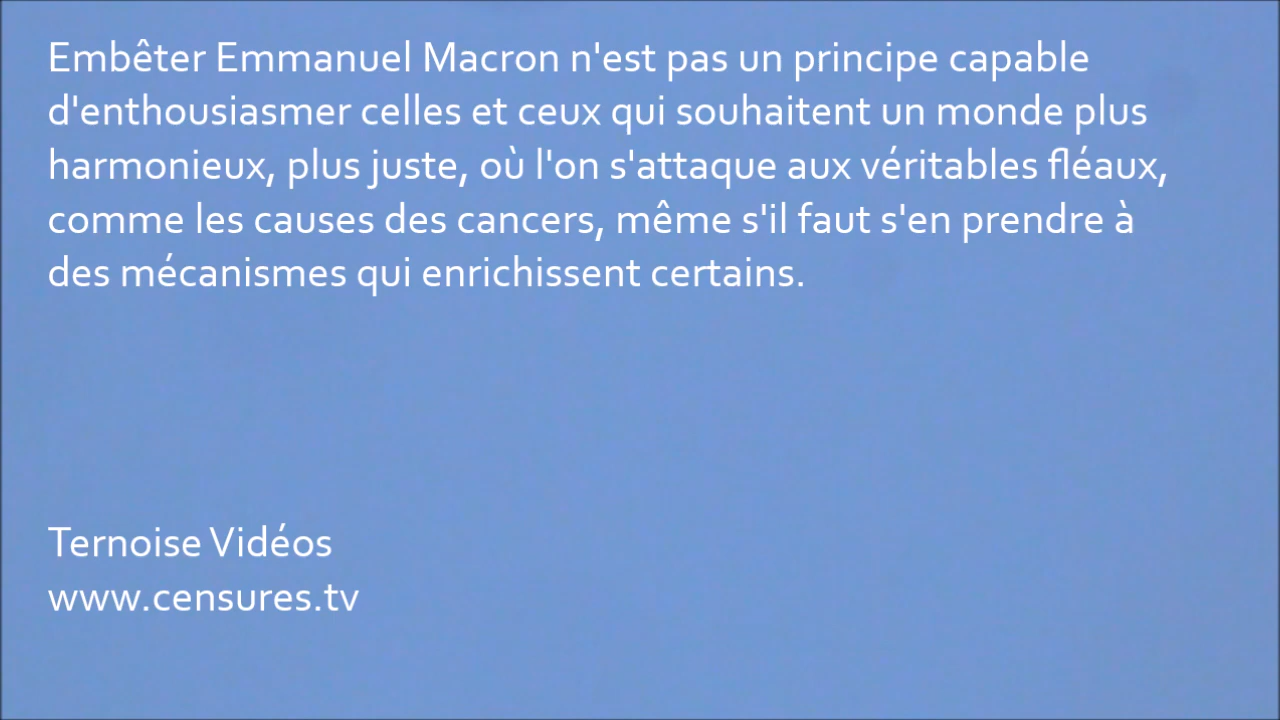 Embêter Emmanuel Macron n'est pas un principe capable
d'enthousiasmer celles et ceux qui souhaitent un monde plus
harmonieux, plus juste, où l'on s'attaque aux véritables fléaux,
comme les causes des cancers, même s'il faut s'en prendre à
des mécanismes qui enrichissent certains.
Ternoise Vidéos
www.censures.tv